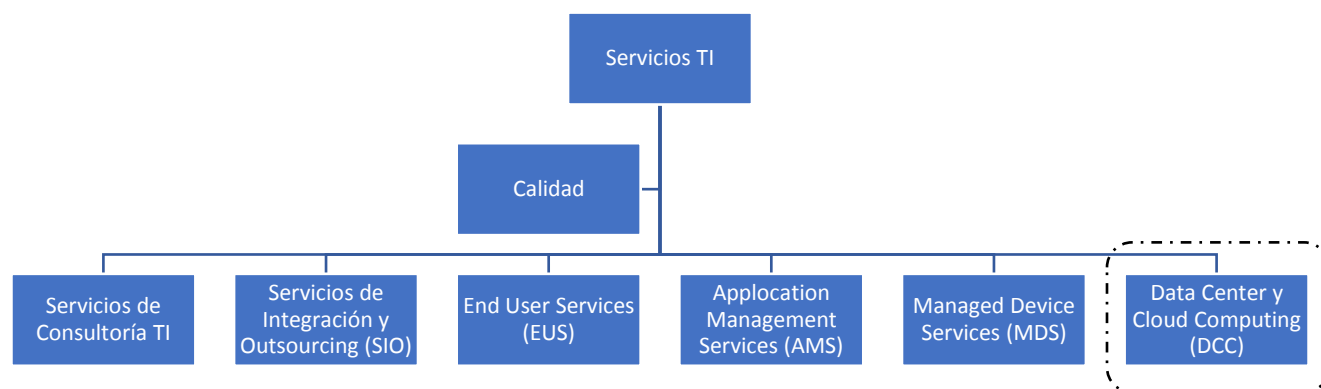 Servicios TI
Calidad
Servicios de
Consultoría TI
Servicios de
Integración y
Outsourcing (SIO)
End User Services
(EUS)
Applocation
Management
Services (AMS)
Managed Device
Services (MDS)
Data Center y
Cloud Computing
(DCC)